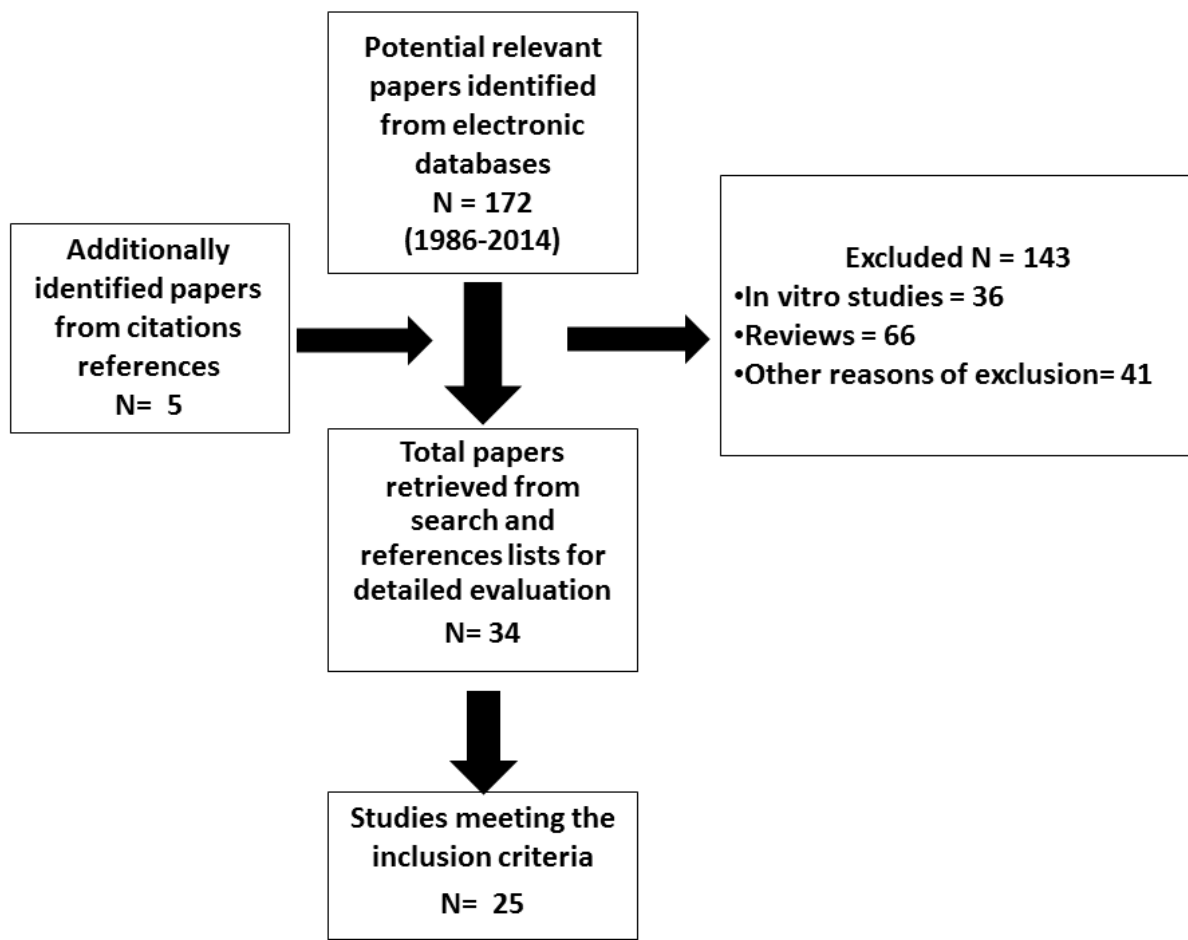 Potential relevant
papers identified
from electronic
databases
N = 172
(1986-2014)
Additionally
identified papers
from citations
references
N=  5
Excluded N = 143
•In vitro studies = 36
•Reviews = 66
•Other reasons of exclusion= 41
Total papers
retrieved from
search and
references lists for
detailed evaluation
N= 34
Studies meeting the
inclusion criteria
N=  25